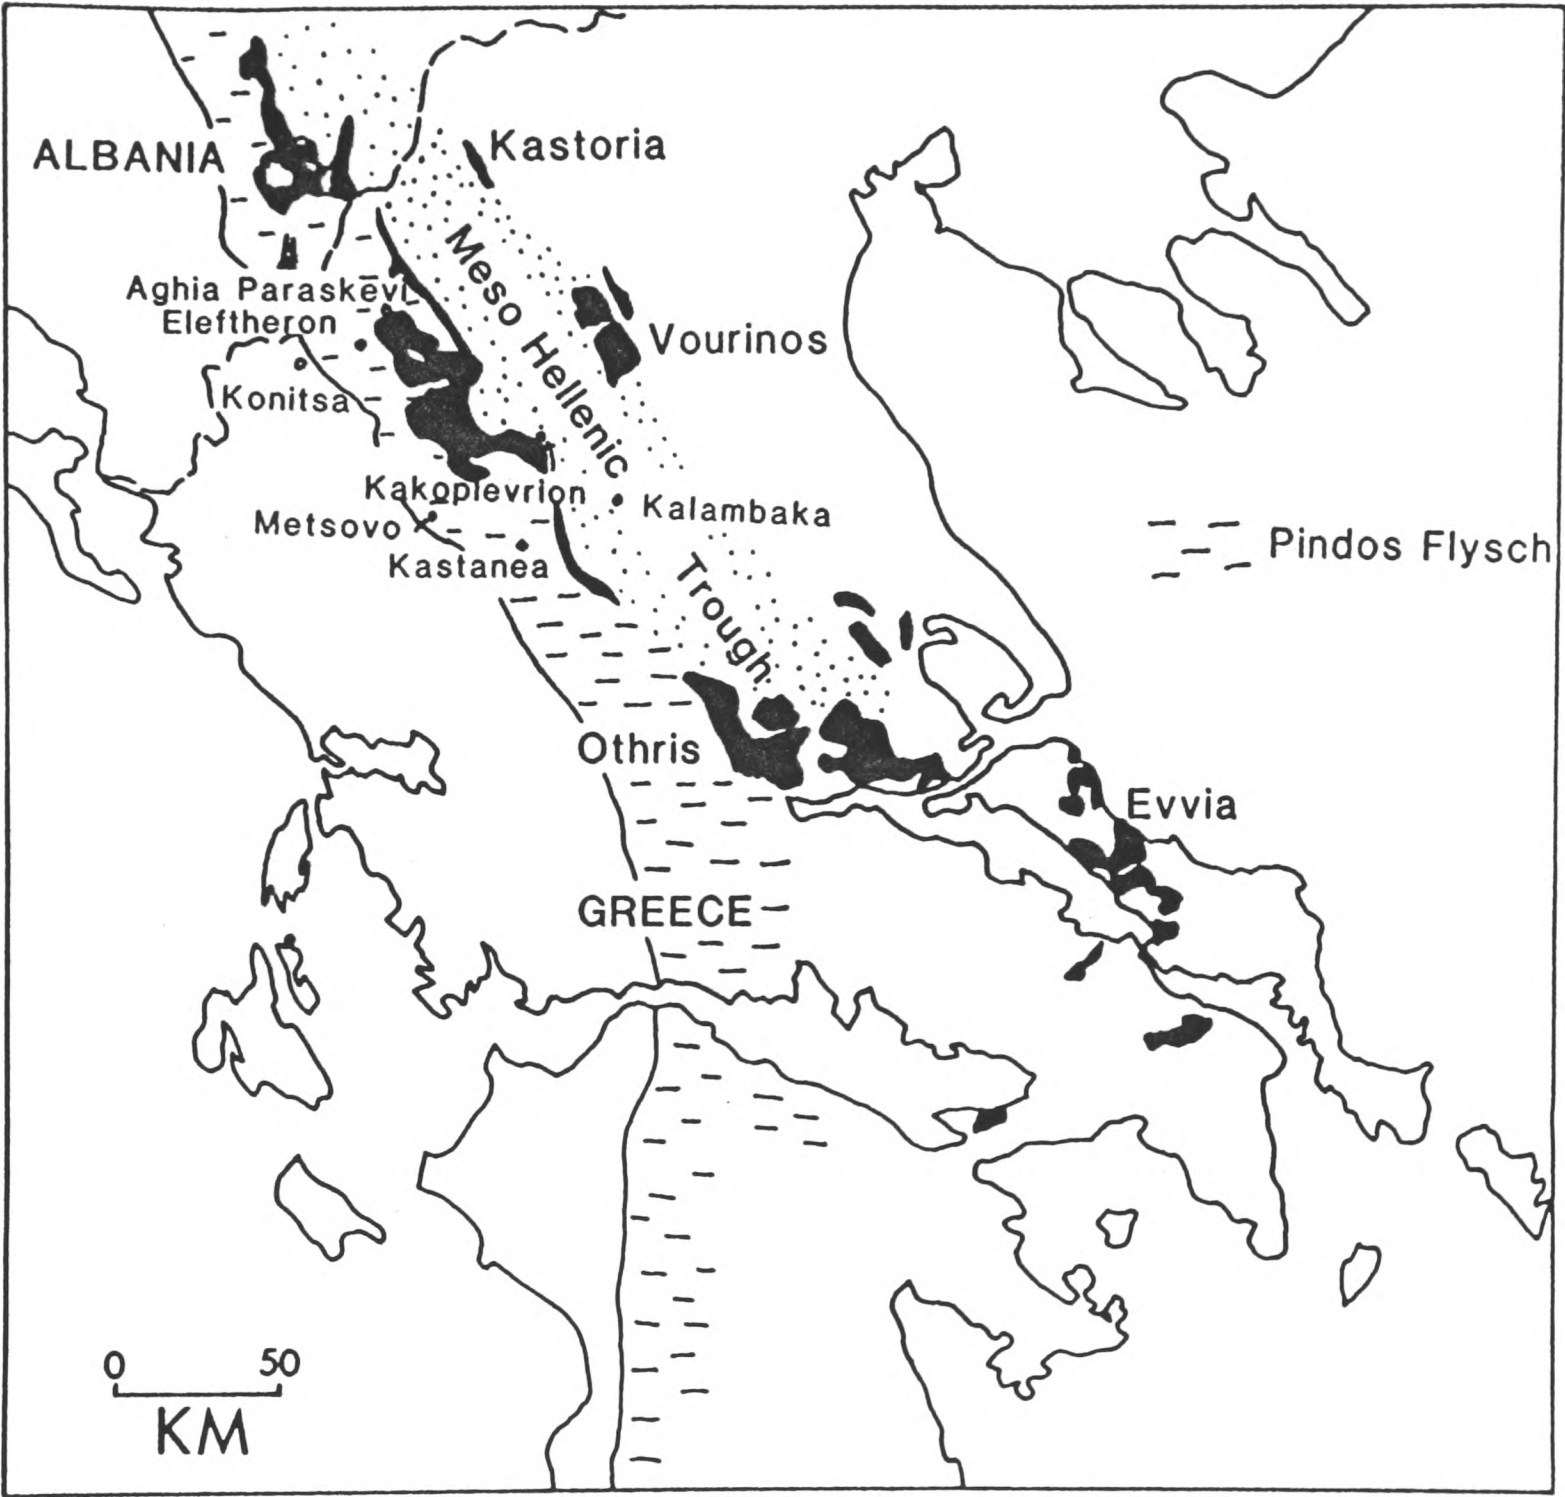 ALBANIA
Kastoria
Meso Hellenic
Trough
Aghia Paraskevi
Eleftheron
Vourinos
Konitsa
Kakoplevrion
Kalambaka
Metsovo
Kastanea
Pindos Flysch
Othris
Evvia
GREECE
0 50
KM